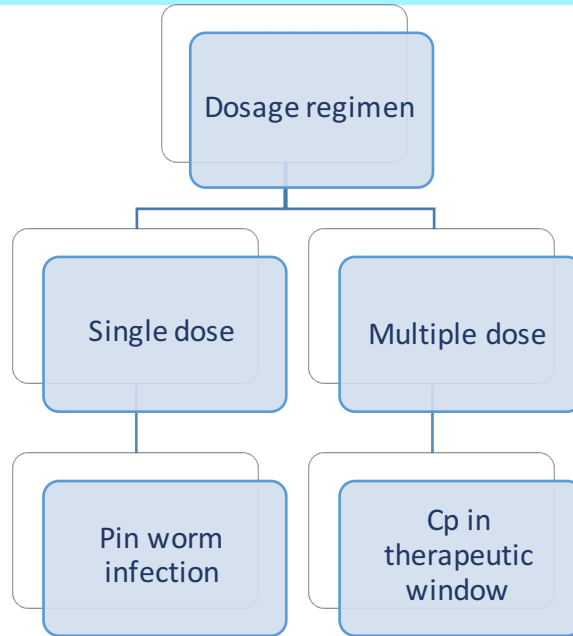 Dosage regimen
Single dose
Multiple dose
Pin worm
infection
Cp in
therapeutic
window